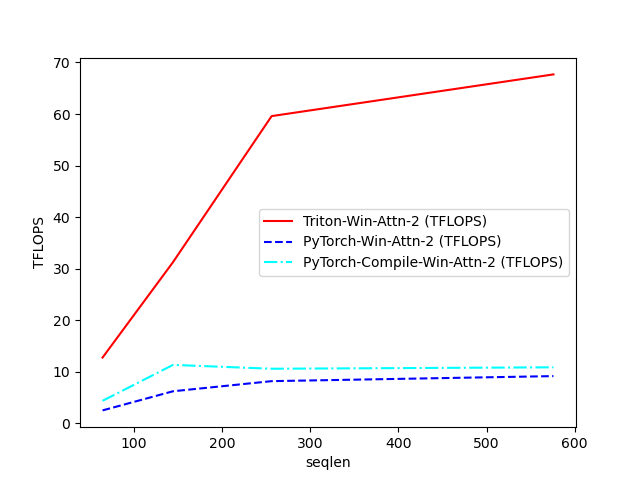 70
60
50
40
30
20
10
0
TFLOPS
Triton-Win-Attn-2 (TFLOPS)
PyTorch-Win-Attn-2 (TFLOPS)
PyTorch-Compile-Win-Attn-2 (TFLOPS)
100 200 300 400 500 600
seqlen